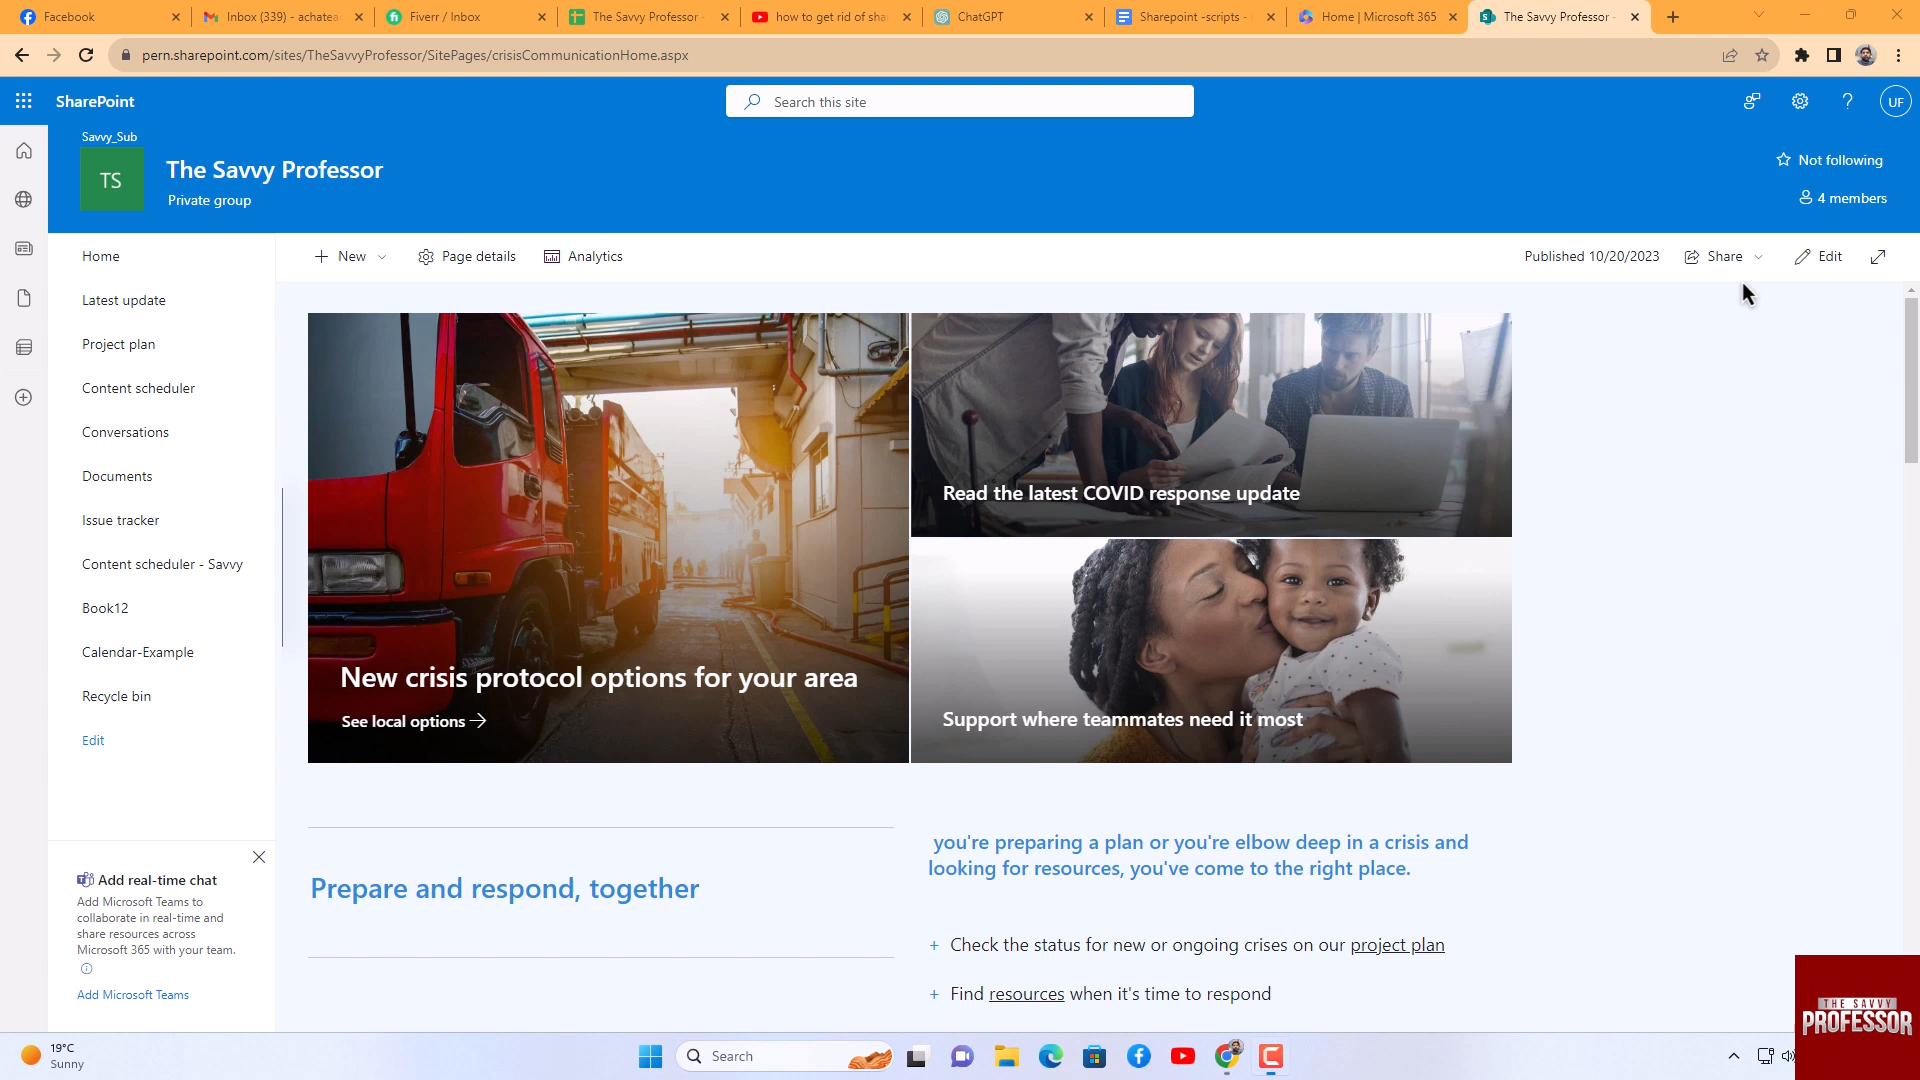 Facebook
Inbox (339) - achatea
Fiverr / Inbox
The Savvy Professor -
how to get rid of sha
ChatGPT
Sharepoint -scripts -
Home | Microsoft 365
The Savvy Professor -
pern.sharepoint.com/sites/TheSavvyProfessor/SitePages/crisisCommunicationHome.aspx
SharePoint
Search this site
UF
Savvy_Sub
TS
The Savvy Professor
Private group
Not following
4 members
Home
Latest update
Project plan
Content scheduler
Conversations
Documents
Issue tracker
Content scheduler - Savvy
Book12
Calendar-Example
Recycle bin
Edit
New
Page details
Analytics
Published 10/20/2023
Share
Edit
New crisis protocol options for your area
See local options
Read the latest COVID response update
Support where teammates need it most
Prepare and respond, together
you're preparing a plan or you're elbow deep in a crisis and
looking for resources, you've come to the right place.
+ Check the status for new or ongoing crises on our project plan
+ Find resources when it's time to respond
Add real-time chat
Add Microsoft Teams to
collaborate in real-time and
share resources across
Microsoft 365 with your team.
Add Microsoft Teams
THE SAVVY
PROFESSOR
19°C
Sunny
Search